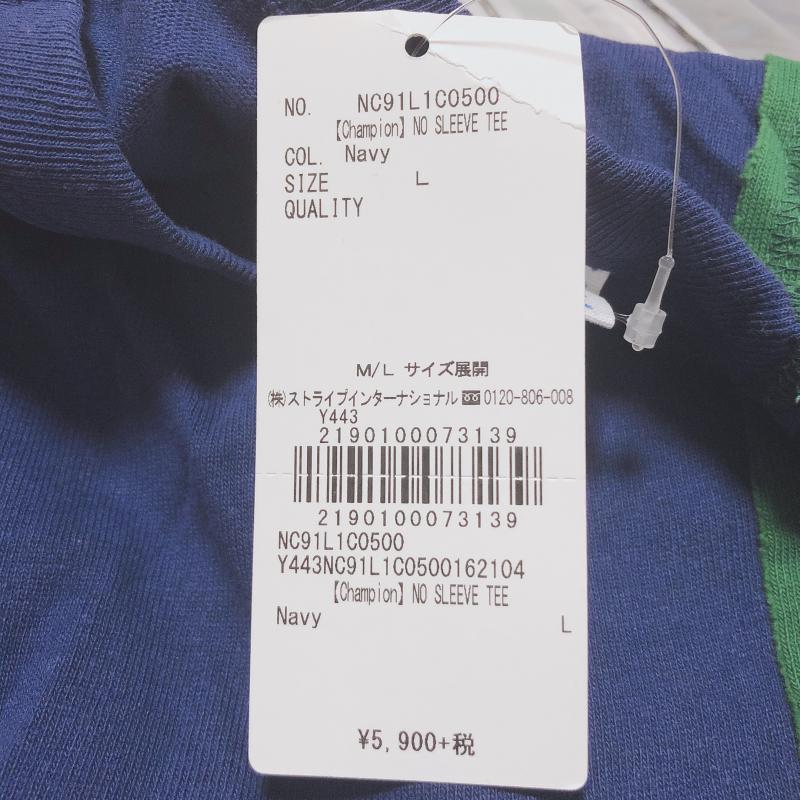 NO. NC91L1C0500
【Champion】NO SLEEVE TEE
COL. Navy
SIZE L
QUALITY
M/L サイズ展開
㈱ストライプインターナショナル 0120-806-008
Y443
2190100073139
2190100073139
NC91L1C0500
Y443NC91L1C0500162104
【Champion】NO SLEEVE TEE
Navy L
¥5,900+税